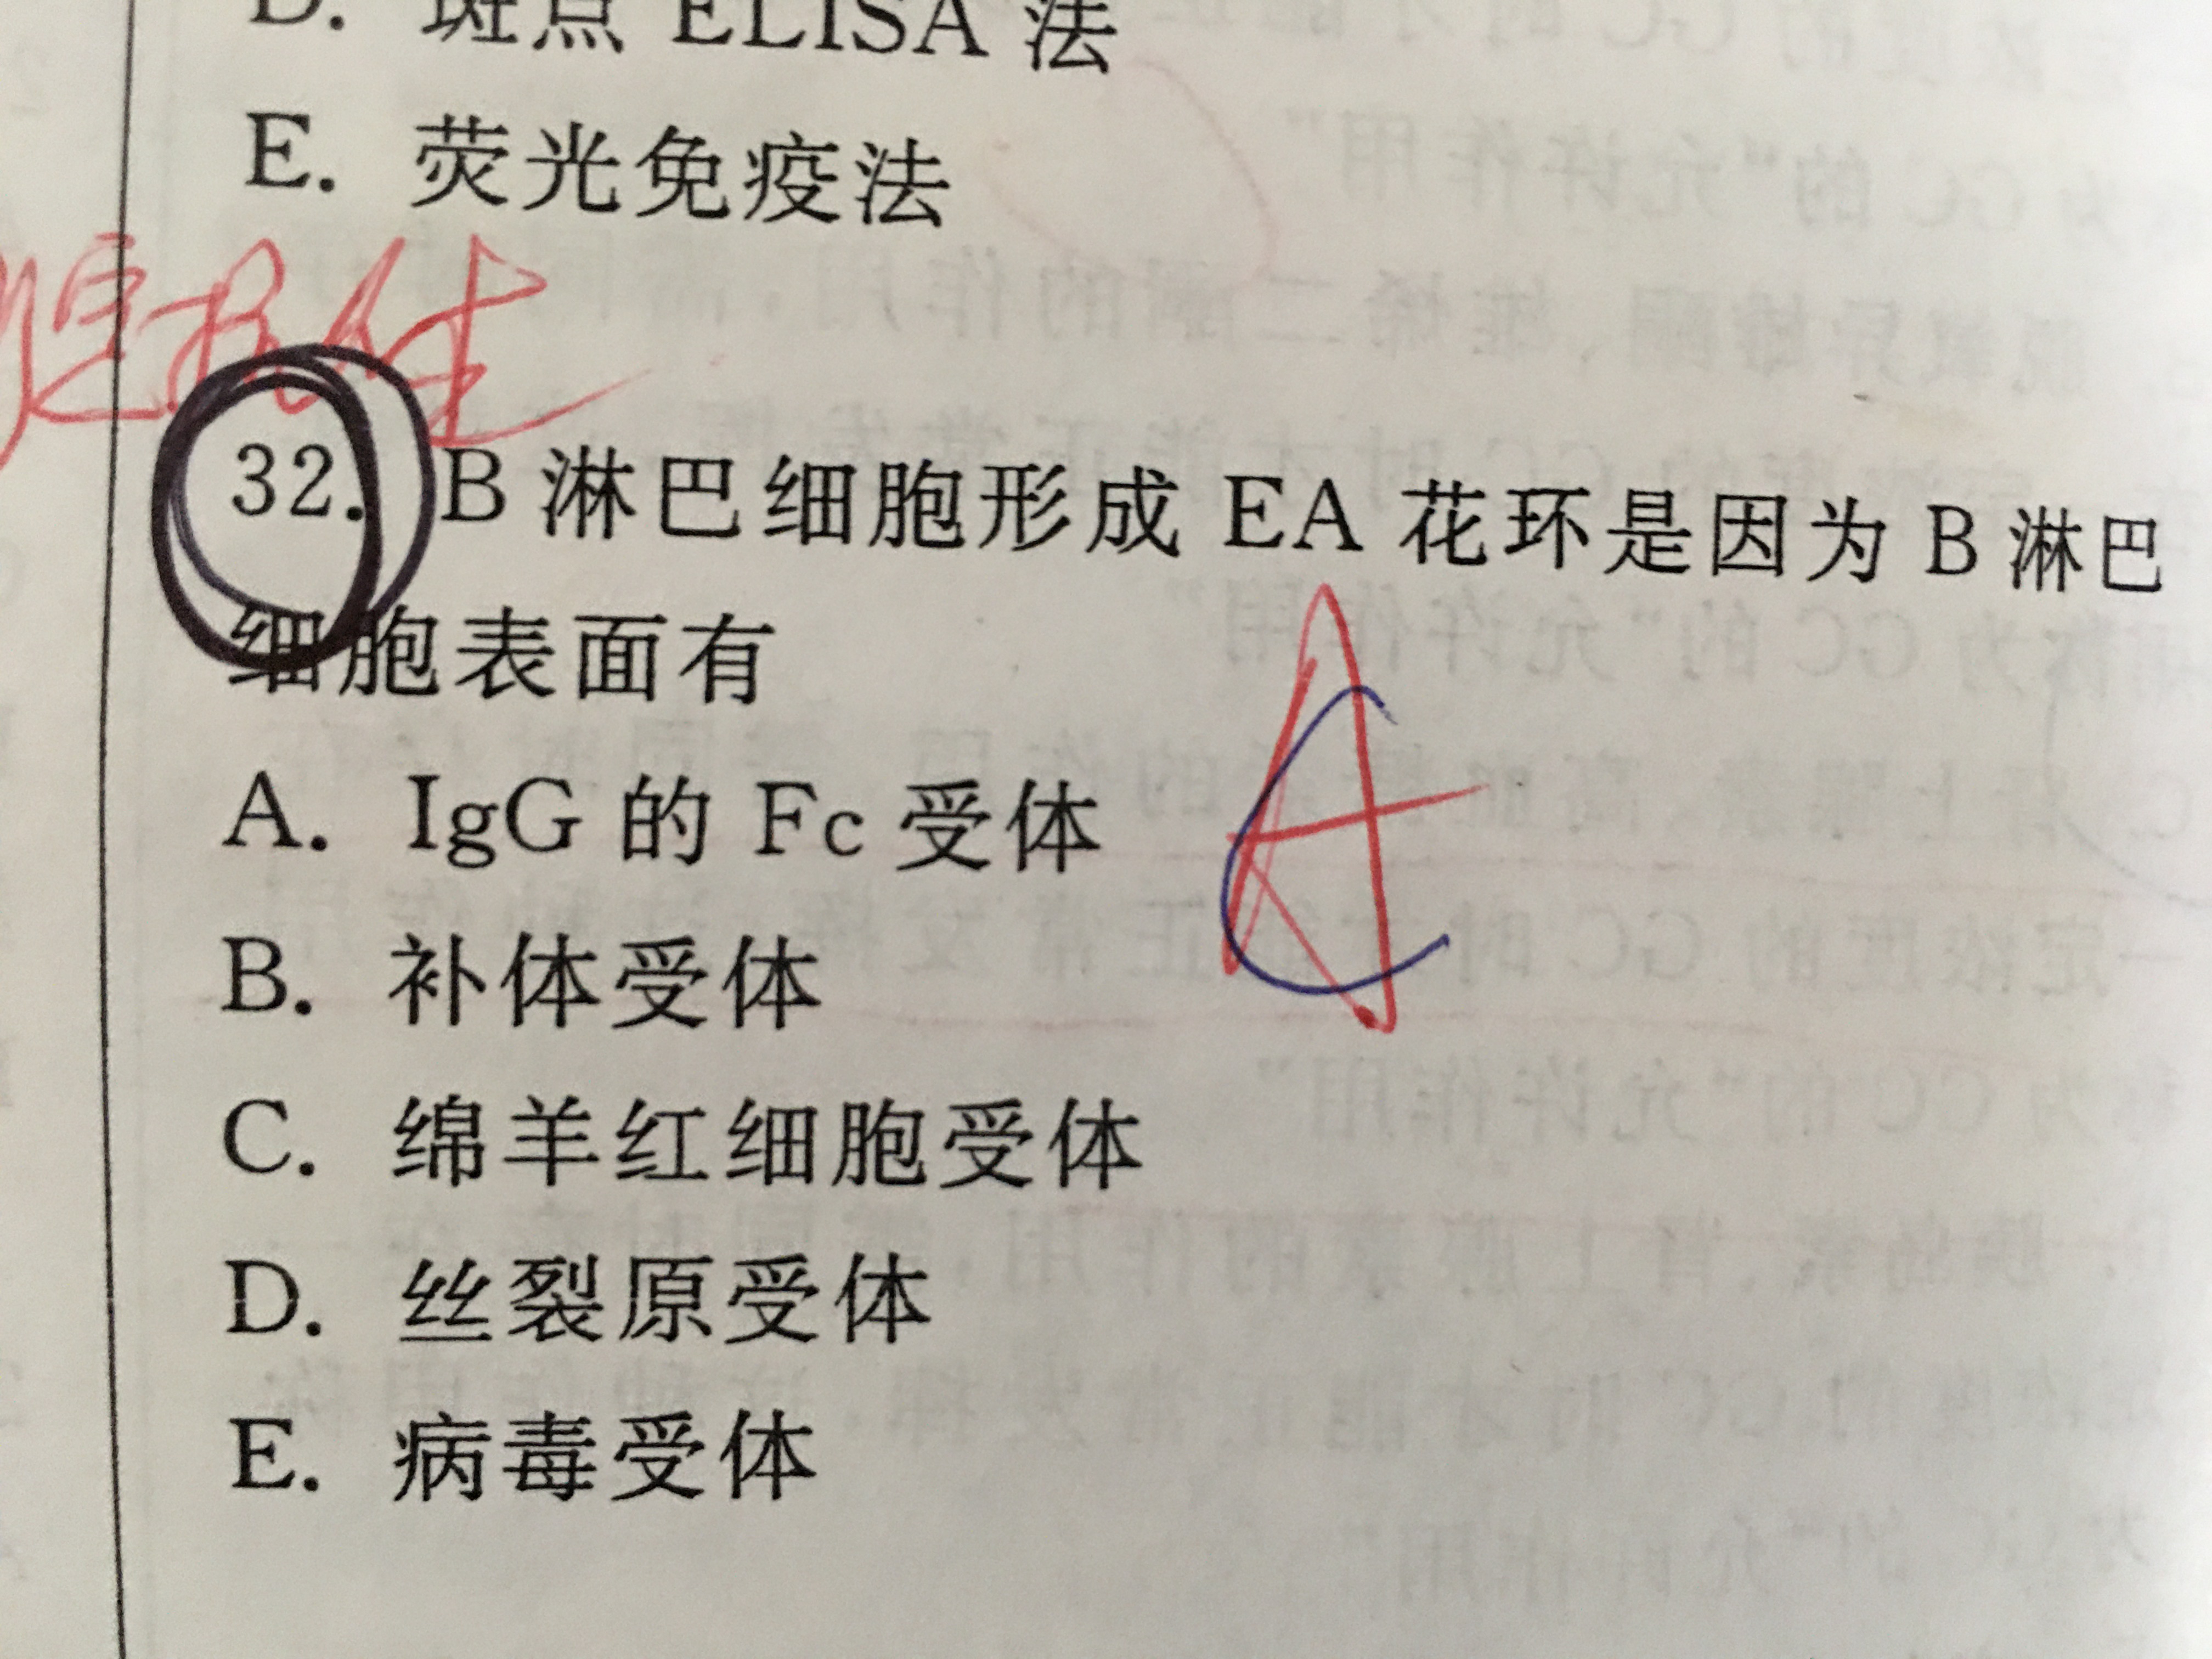 斑点 ELISA 法
E. 荧光免疫法
32. B 淋巴细胞形成 EA 花环是因为 B 淋巴
细胞表面有
A. IgG 的 Fc 受体
B. 补体受体
C. 绵羊红细胞受体
D. 丝裂原受体
E. 病毒受体
A